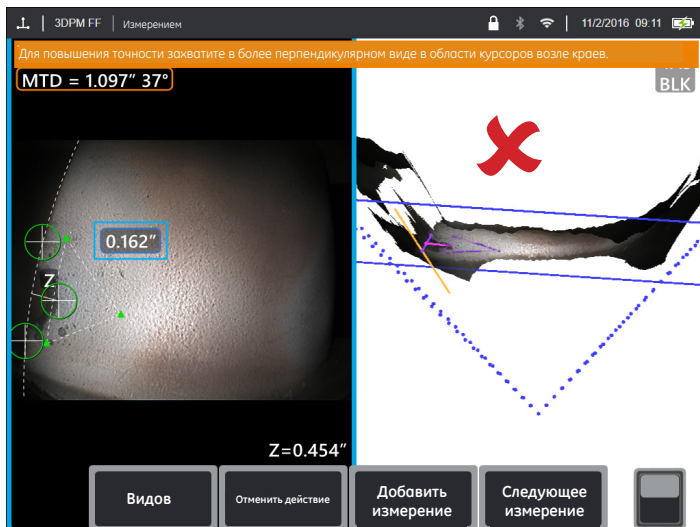 3DPM FF Измерением 11/2/2016 09:11
Для повышения точности захватите в более перпендикулярном виде в области курсоров возле краев.
MTD = 1.097" 37°
BLK
0.162"
Z
Z=0.454"
Видов
Отменить действие
Добавить
измерение
Следующее
измерение